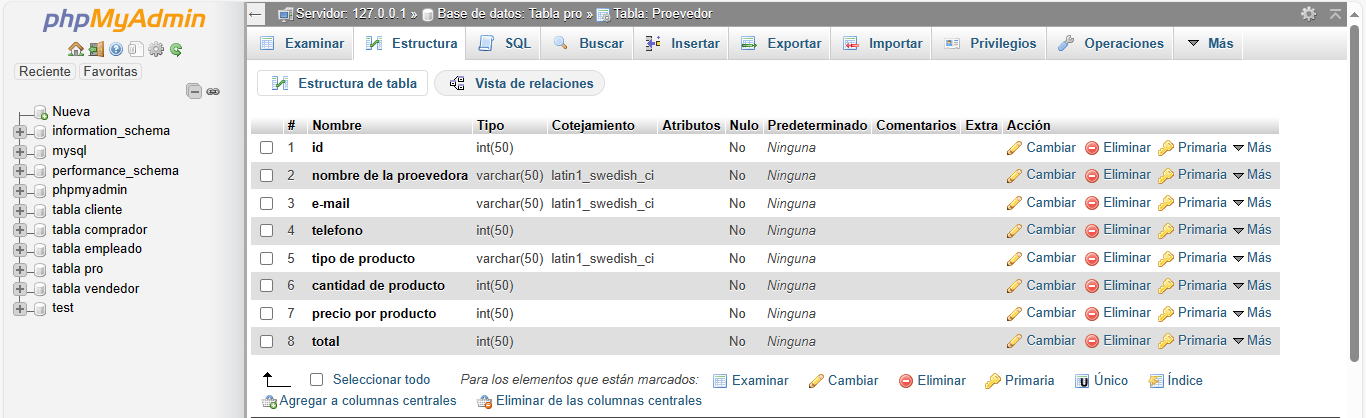 phpMyAdmin
Servidor: 127.0.0.1 » Base de datos: Tabla pro » Tabla: Proevedor
Examinar Estructura SQL Buscar Insertar Exportar Importar Privilegios Operaciones Más
Reciente Favoritas
Nueva
information_schema
mysql
performance_schema
phpmyadmin
tabla cliente
tabla comprador
tabla empleado
tabla pro
tabla vendedor
test
Estructura de tabla Vista de relaciones
# Nombre Tipo Cotejamiento Atributos Nulo Predeterminado Comentarios Extra Acción
1 id int(50) No Ninguna Cambiar Eliminar Primaria Más
2 nombre de la proevedora varchar(50) latin1_swedish_ci No Ninguna Cambiar Eliminar Primaria Más
3 e-mail varchar(50) latin1_swedish_ci No Ninguna Cambiar Eliminar Primaria Más
4 telefono int(50) No Ninguna Cambiar Eliminar Primaria Más
5 tipo de producto varchar(50) latin1_swedish_ci No Ninguna Cambiar Eliminar Primaria Más
6 cantidad de producto int(50) No Ninguna Cambiar Eliminar Primaria Más
7 precio por producto int(50) No Ninguna Cambiar Eliminar Primaria Más
8 total int(50) No Ninguna Cambiar Eliminar Primaria Más
Seleccionar todo Para los elementos que están marcados: Examinar Cambiar Eliminar Primaria Único Índice
Agregar a columnas centrales Eliminar de las columnas centrales